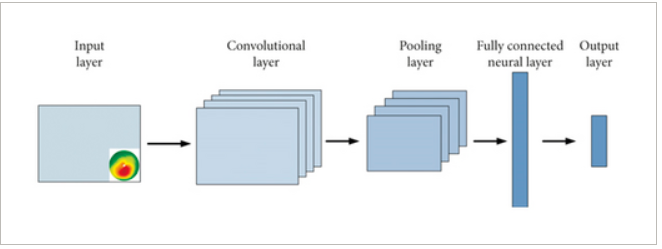 Input
layer
Convolutional
layer
Pooling
layer
Fully connected
neural layer
Output
layer